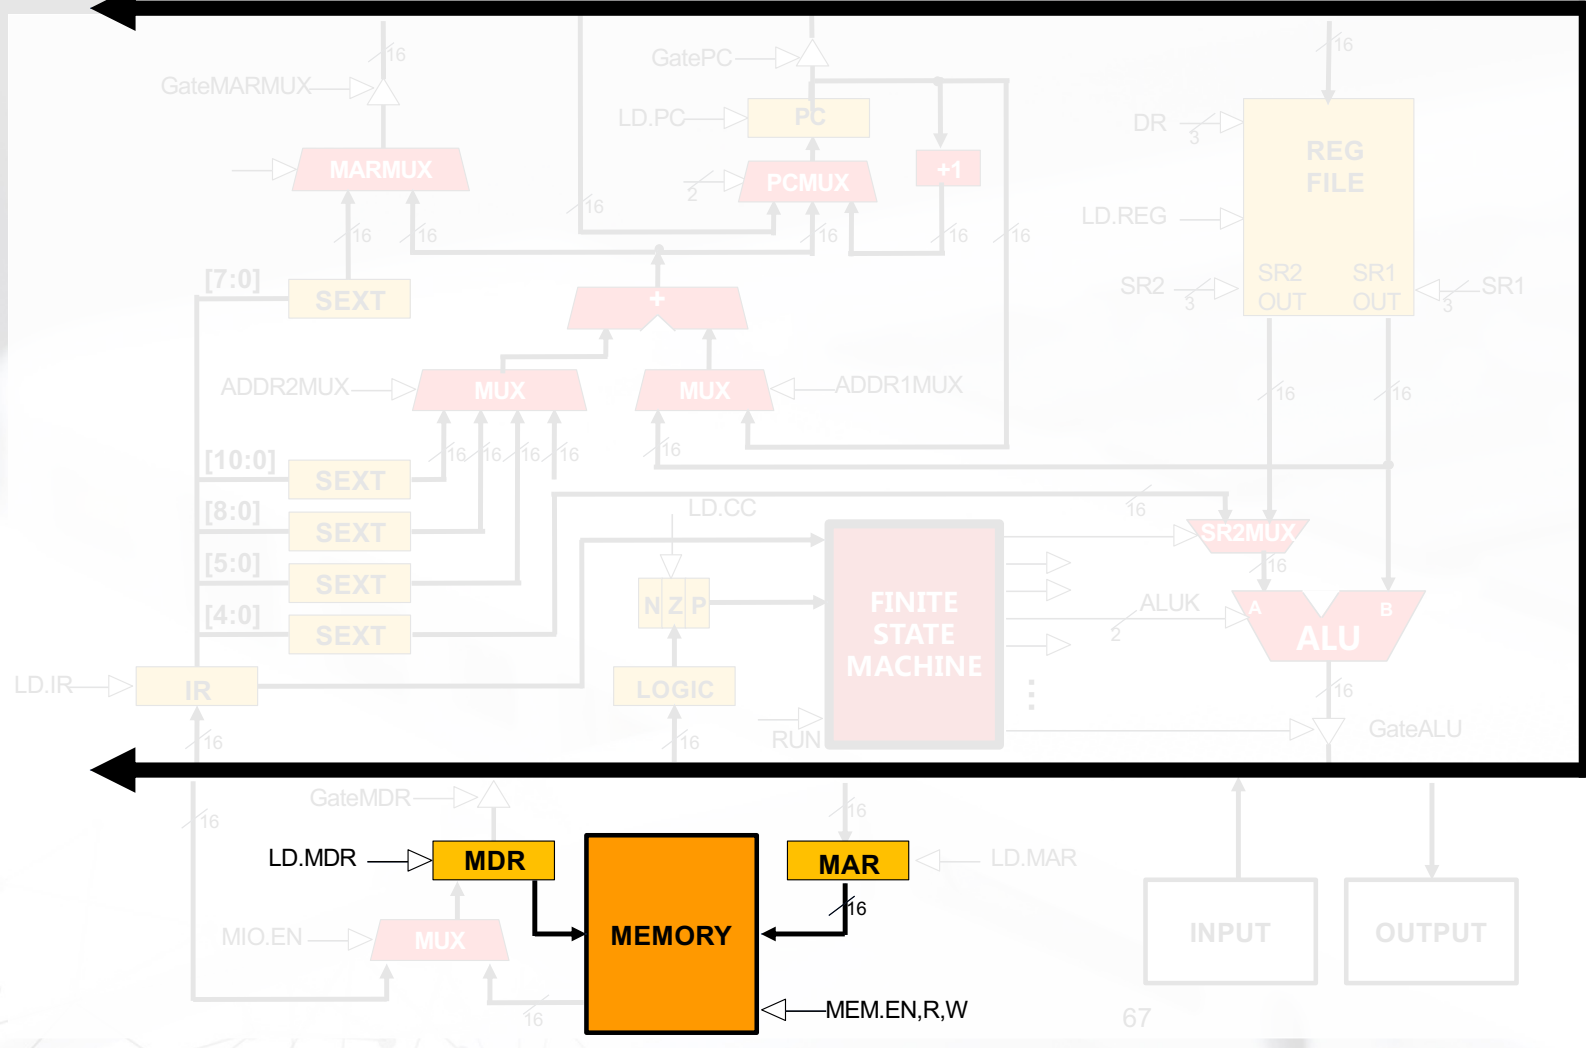 16
GatePC
16
GateMARMUX
LD.PC
PC
DR
3
REG
FILE
MARMUX
PCMUX
+1
2
16
LD.REG
16
16
16
16
16
[7:0]
SEXT
+
SR2
3
SR2
OUT
SR1
OUT
3
SR1
ADDR2MUX
MUX
MUX
ADDR1MUX
16
16
[10:0]
SEXT
16
16
16
16
16
[8:0]
SEXT
LD.CC
16
SR2MUX
16
[5:0]
SEXT
N Z P
FINITE
STATE
MACHINE
ALUK
2
A
B
ALU
[4:0]
SEXT
LD.IR
IR
LOGIC
16
16
16
RUN
GateALU
GateMDR
16
16
LD.MDR
MDR
MAR
LD.MAR
16
MIO.EN
MUX
MEMORY
INPUT
OUTPUT
16
MEM.EN,R,W
67